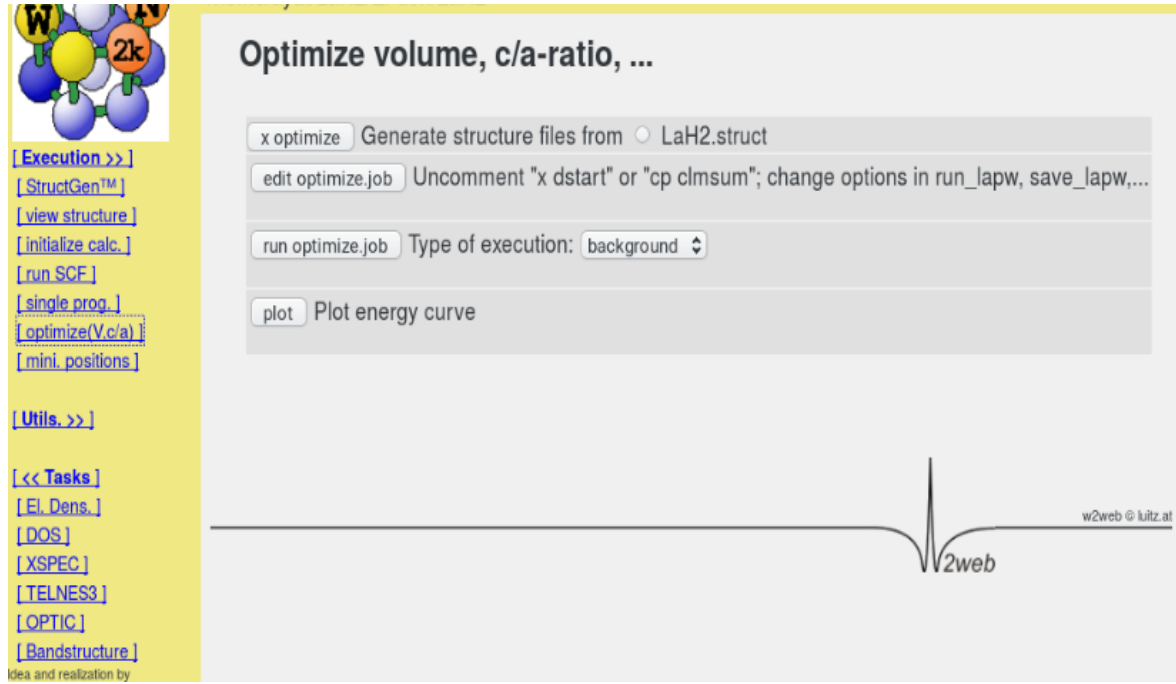 W
N
2k
Optimize volume, c/a-ratio, ...
x optimize Generate structure files from LaH2.struct
edit optimize.job Uncomment "x dstart" or "cp clmsum"; change options in run_lapw, save_lapw,...
run optimize.job Type of execution: background
plot Plot energy curve
[ Execution >> ]
[ StructGen™ ]
[ view structure ]
[ initialize calc. ]
[ run SCF ]
[ single prog. ]
[ optimize(V,c/a) ]
[ mini. positions ]
[ Utils. >> ]
[ << Tasks ]
[ El. Dens. ]
[ DOS ]
[ XSPEC ]
[ TELNES3 ]
[ OPTIC ]
[ Bandstructure ]
Idea and realization by
w2web © luitz.at
2web